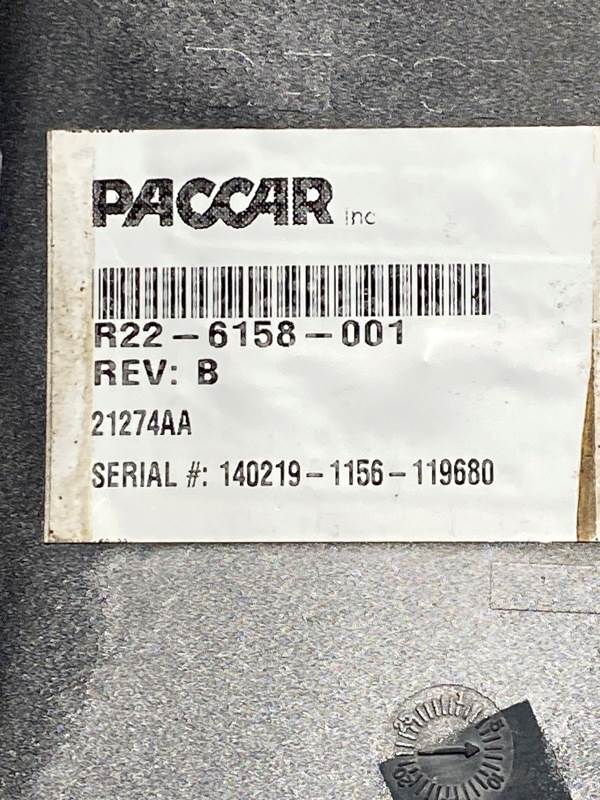 PACCAR Inc
R22-6158-001
REV: B
21274AA
SERIAL #: 140219-1156-119680